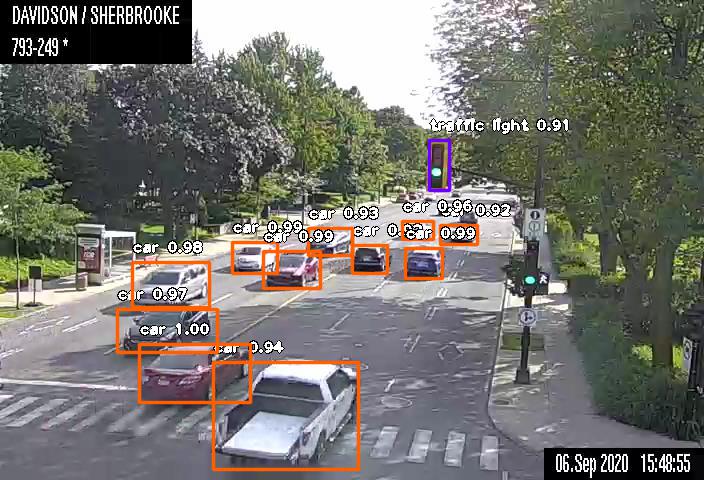 DAVIDSON / SHERBROOKE
793-249 *
traffic light 0.91
car 0.96
0.92
car 0.93
car 0.99
car 0.99
car 0.99
car 0.98
car 0.97
car 1.00
car 0.94
06.Sep 2020 15:48:55